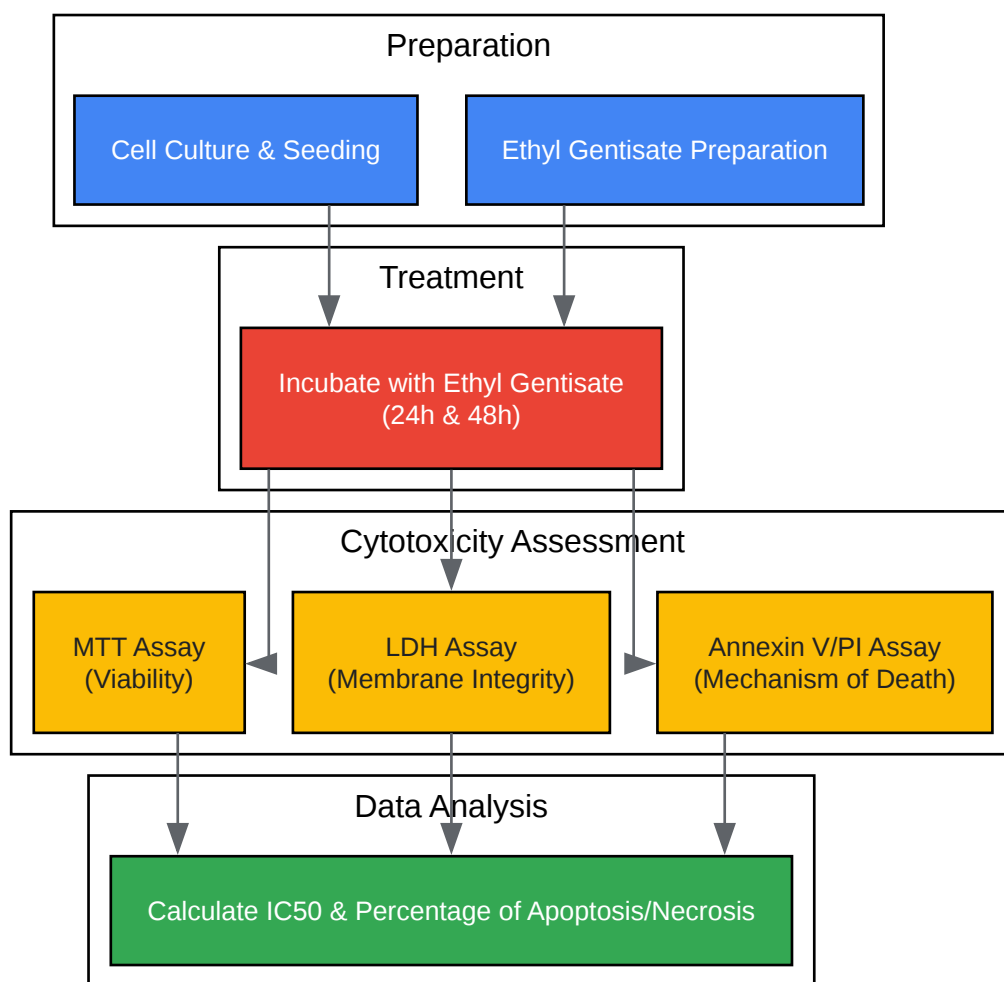 Preparation
Cell Culture & Seeding
Ethyl Gentisate Preparation
Treatment
Incubate with Ethyl Gentisate
(24h & 48h)
Cytotoxicity Assessment
MTT Assay
(Viability)
LDH Assay
(Membrane Integrity)
Annexin V/PI Assay
(Mechanism of Death)
Data Analysis
Calculate IC50 & Percentage of Apoptosis/Necrosis